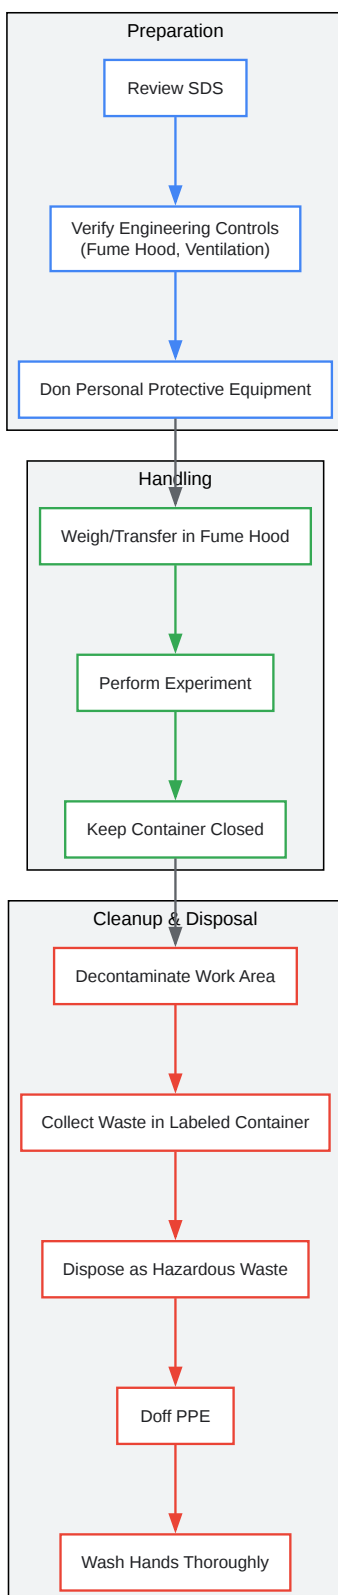 Preparation
Review SDS
Verify Engineering Controls
(Fume Hood, Ventilation)
Don Personal Protective Equipment
Handling
Weigh/Transfer in Fume Hood
Perform Experiment
Keep Container Closed
Cleanup & Disposal
Decontaminate Work Area
Collect Waste in Labeled Container
Dispose as Hazardous Waste
Doff PPE
Wash Hands Thoroughly